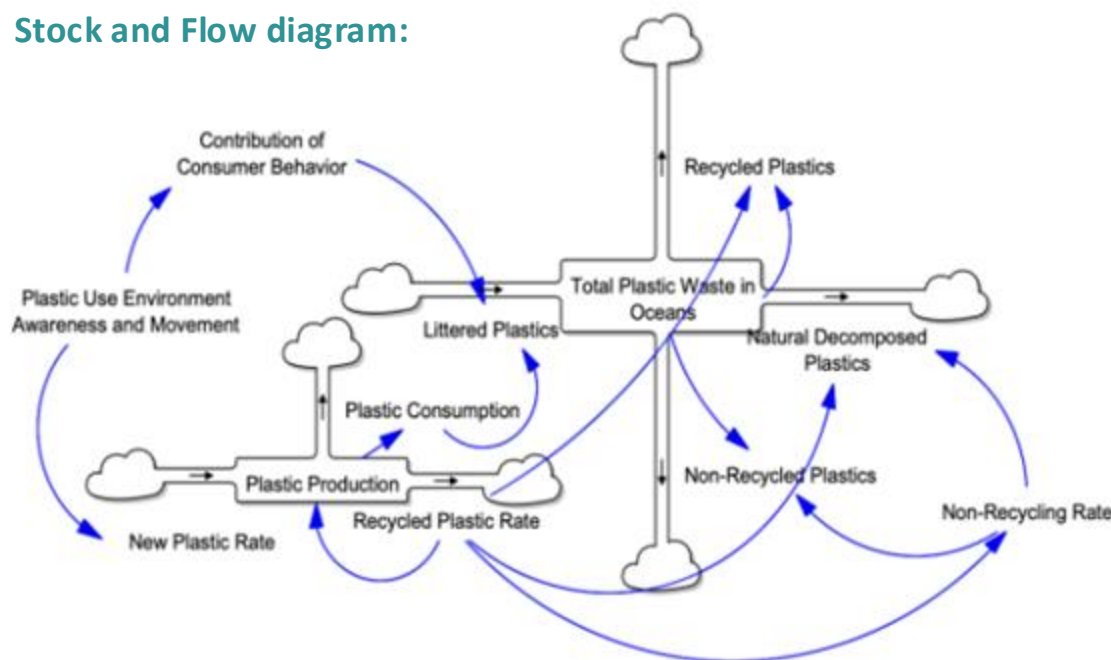 Stock and Flow diagram:
Contribution of
Consumer Behavior
Recycled Plastics
Plastic Use Environment
Awareness and Movement
Total Plastic Waste in
Oceans
Littered Plastics
Natural Decomposed
Plastics
Plastic Consumption
Plastic Production
Non-Recycled Plastics
Recycled Plastic Rate
Non-Recycling Rate
New Plastic Rate